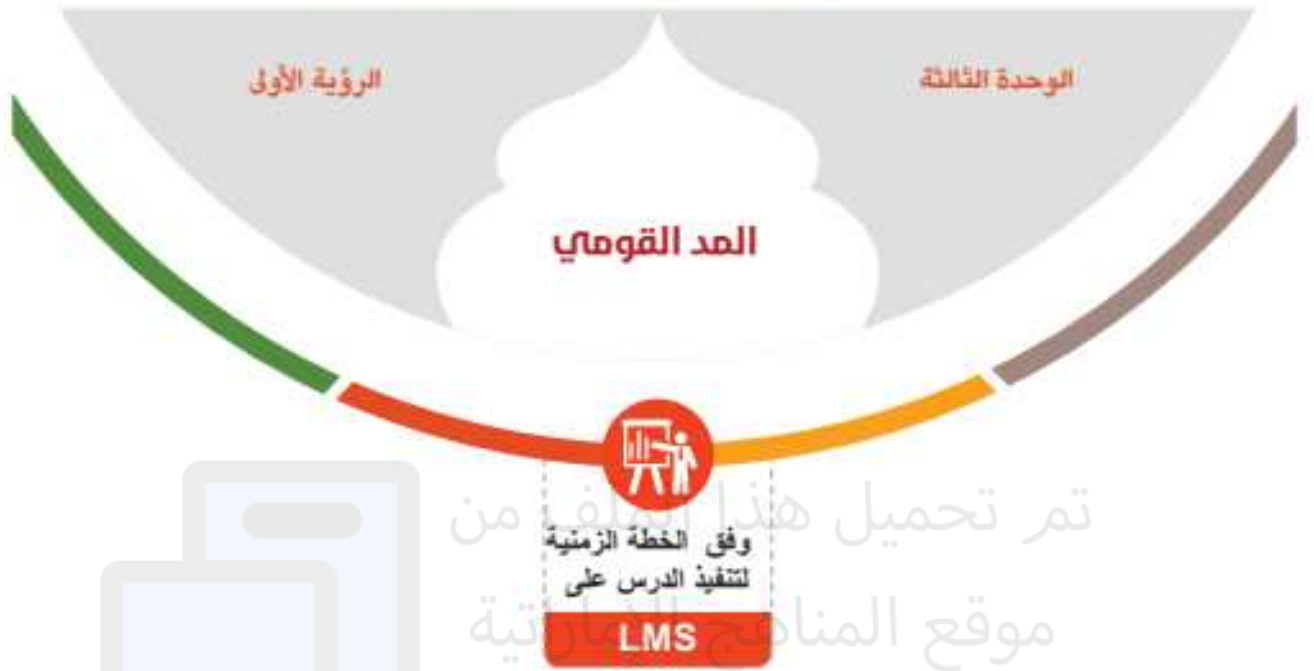 الوحدة الثالثة
الرؤية الأولى
المد القومي
تم تحميل هذا الملف من
وفق الخطة الزمنية
لتنفيذ الدرس على
موقع المناهج الإماراتية
LMS